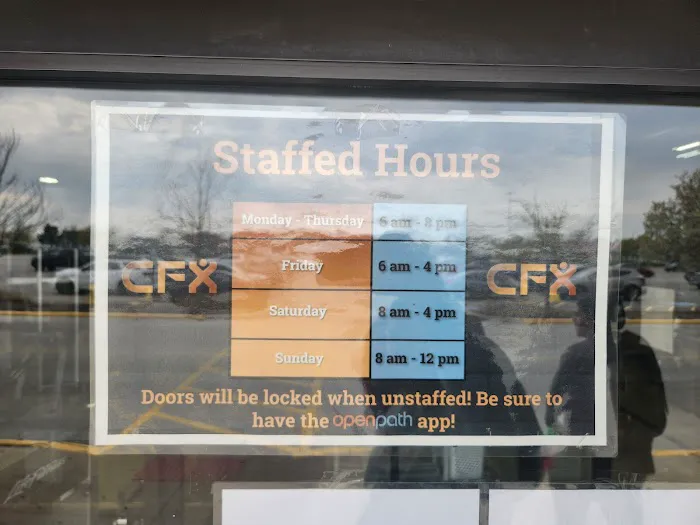 Staffed Hours
Monday - Thursday 6 am - 8 pm
CFX Friday 6 am - 4 pm CFX
Saturday 8 am - 4 pm
Sunday 8 am - 12 pm
Doors will be locked when unstaffed! Be sure to
have the openpath app!